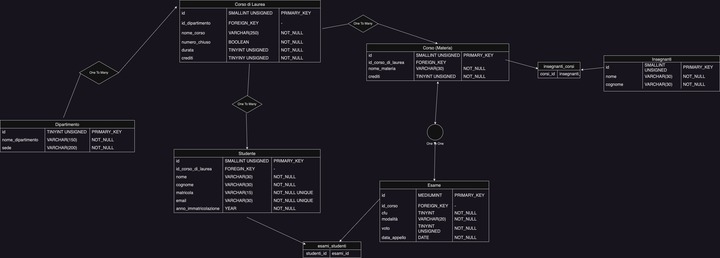 Corso di Laurea
id SMALLINT UNSIGNED PRIMARY_KEY
id_dipartimento FOREIGN_KEY -
nome_corso VARCHAR(250) NOT_NULL
numero_chiuso BOOLEAN NOT_NULL
durata TINYINT UNSIGNED NOT_NULL
crediti TINYINT UNSIGNED NOT_NULL
One To Many
One To Many
One To Many
Corso (Materia)
id SMALLINT UNSIGNED PRIMARY_KEY
id_corso_di_laurea FOREIGN_KEY
nome_materia VARCHAR(30) NOT_NULL
crediti TINYINT UNSIGNED NOT_NULL
insegnanti_corsi
corsi_id insegnanti_
Insegnanti
id SMALLINT UNSIGNED PRIMARY_KEY
nome VARCHAR(30) NOT_NULL
cognome VARCHAR(30) NOT_NULL
Dipartimento
id TINYINT UNSIGNED PRIMARY_KEY
nome_dipartimento VARCHAR(150) NOT_NULL
sede VARCHAR(200) NOT_NULL
One One
Studente
id SMALLINT UNSIGNED PRIMARY_KEY
id_corso_di_laurea FOREGIN_KEY -
nome VARCHAR(30) NOT_NULL
cognome VARCHAR(30) NOT_NULL
matricola VARCHAR(15) NOT_NULL UNIQUE
email VARCHAR(30) NOT_NULL UNIQUE
anno_immatricolazione YEAR NOT_NULL
Esame
id MEDIUMINT PRIMARY_KEY
id_corso FOREIGN_KEY -
cfu TINYINT NOT_NULL
modalità VARCHAR(20) NOT_NULL
voto TINYINT UNSIGNED NOT_NULL
data_appello DATE NOT_NULL
esami_studenti
studenti_id esami_id